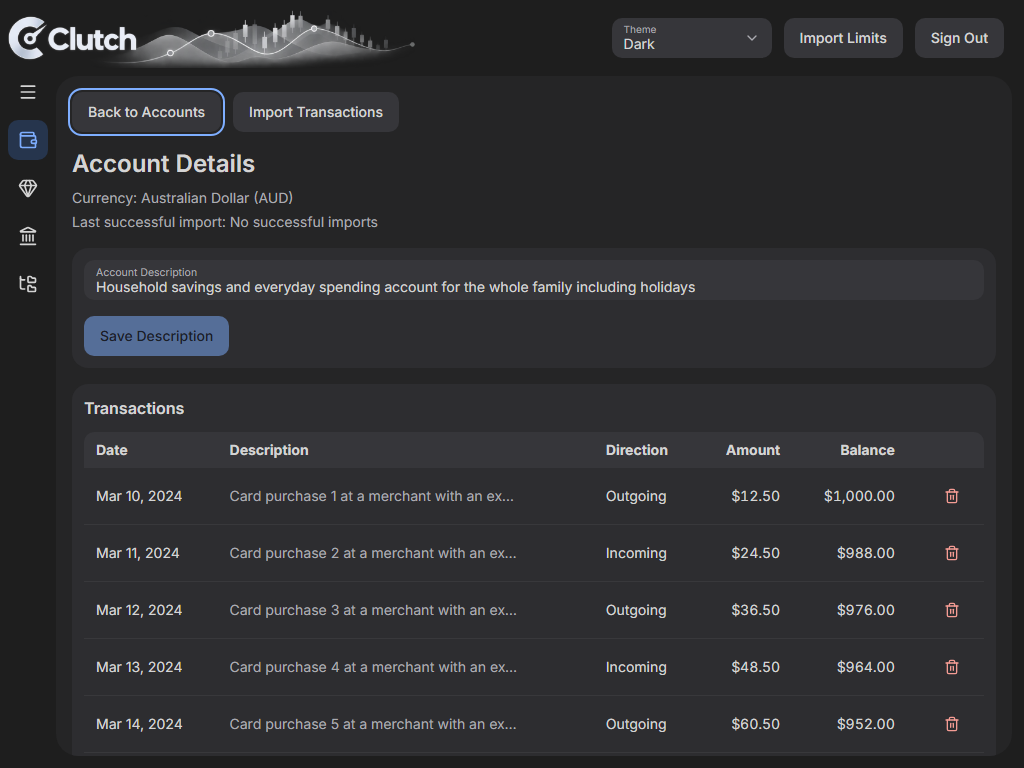 Clutch
Theme
Dark
Import Limits
Sign Out
Back to Accounts
Import Transactions
Account Details
Currency: Australian Dollar (AUD)
Last successful import: No successful imports
Account Description
Household savings and everyday spending account for the whole family including holidays
Save Description
Transactions
Date Description Direction Amount Balance
Mar 10, 2024 Card purchase 1 at a merchant with an ex... Outgoing $12.50 $1,000.00
Mar 11, 2024 Card purchase 2 at a merchant with an ex... Incoming $24.50 $988.00
Mar 12, 2024 Card purchase 3 at a merchant with an ex... Outgoing $36.50 $976.00
Mar 13, 2024 Card purchase 4 at a merchant with an ex... Incoming $48.50 $964.00
Mar 14, 2024 Card purchase 5 at a merchant with an ex... Outgoing $60.50 $952.00